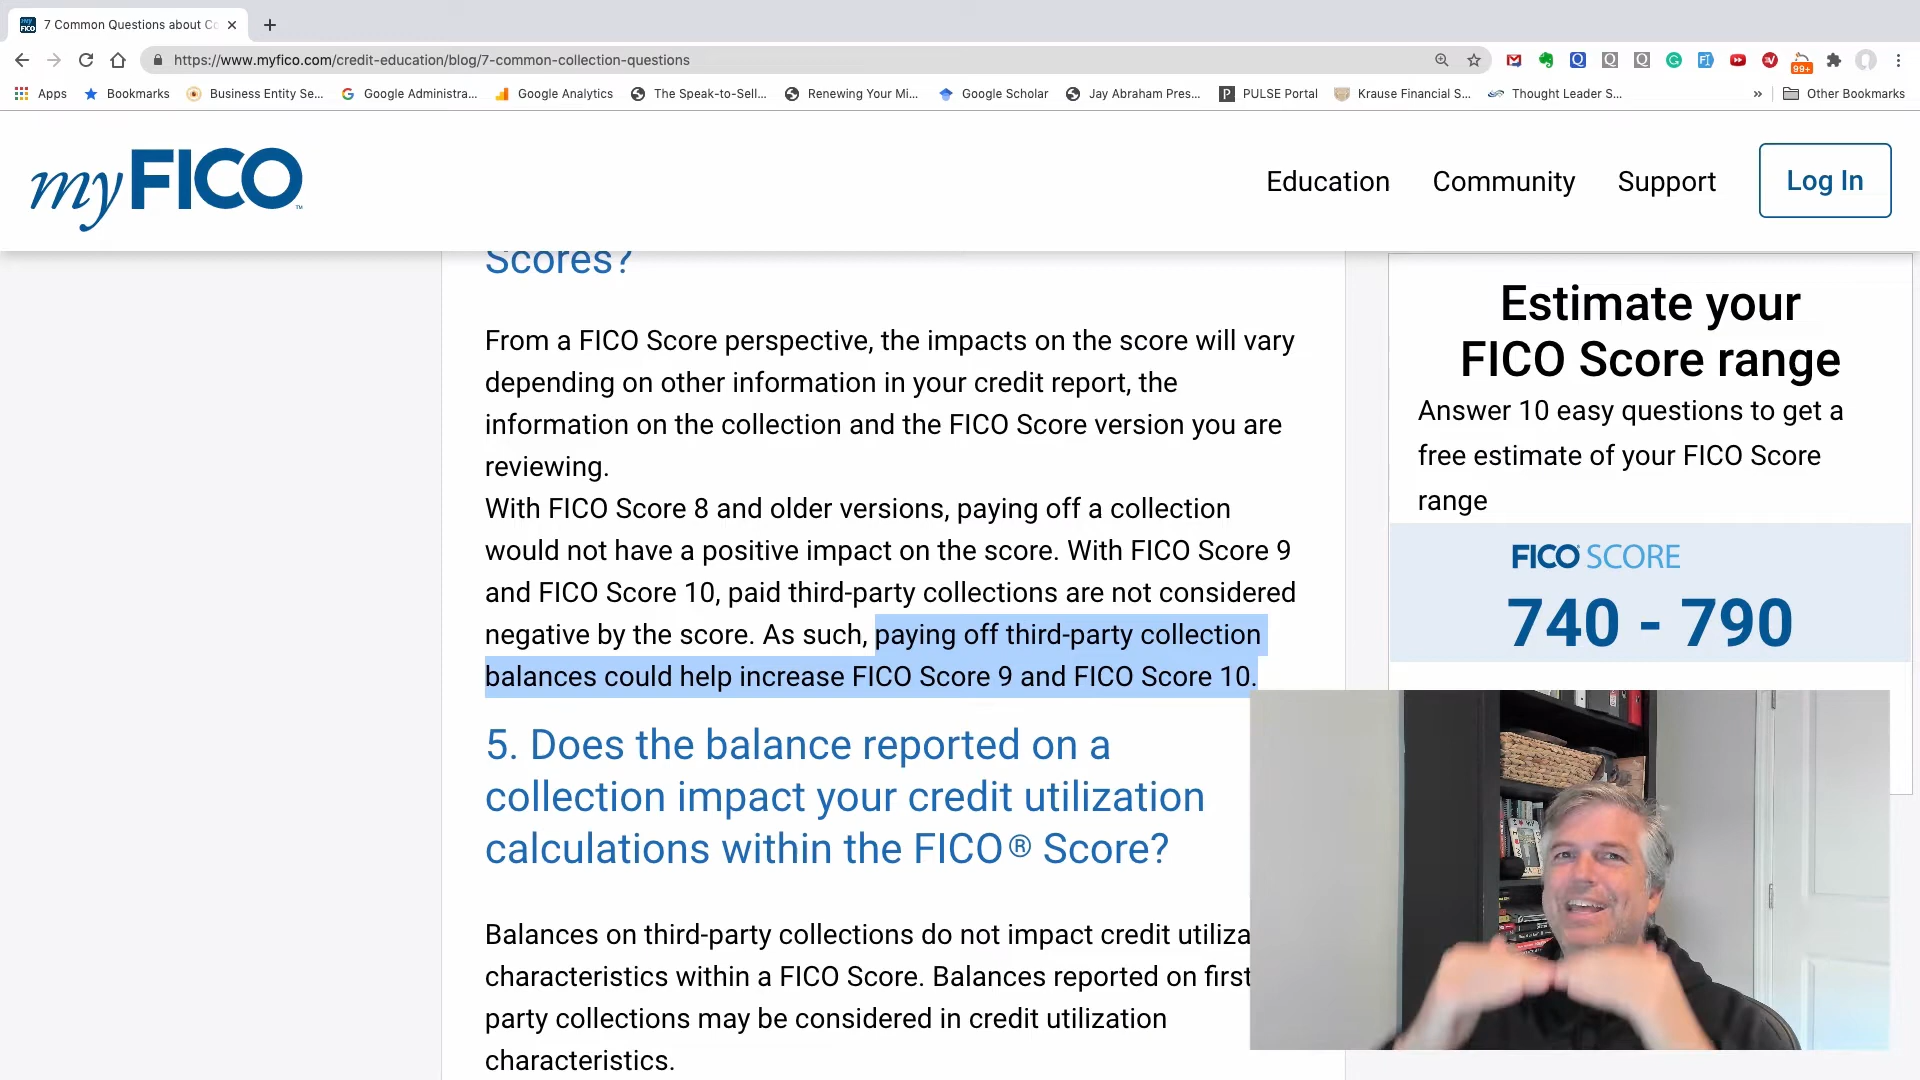 7 Common Questions about Co
https://www.myfico.com/credit-education/blog/7-common-collection-questions
99+
Apps
Bookmarks
Business Entity Se...
Google Administra...
Google Analytics
The Speak-to-Sell...
Renewing Your Mi...
Google Scholar
Jay Abraham Pres...
PULSE Portal
Krause Financial S...
Thought Leader S...
»
Other Bookmarks
myFICO™
Education
Community
Support
Log In
Scores?
From a FICO Score perspective, the impacts on the score will vary
depending on other information in your credit report, the
information on the collection and the FICO Score version you are
reviewing.
With FICO Score 8 and older versions, paying off a collection
would not have a positive impact on the score. With FICO Score 9
and FICO Score 10, paid third-party collections are not considered
negative by the score. As such, paying off third-party collection
balances could help increase FICO Score 9 and FICO Score 10.
5. Does the balance reported on a
collection impact your credit utilization
calculations within the FICO® Score?
Balances on third-party collections do not impact credit utiliza
characteristics within a FICO Score. Balances reported on first
party collections may be considered in credit utilization
characteristics.
Estimate your
FICO Score range
Answer 10 easy questions to get a
free estimate of your FICO Score
range
FICO SCORE
740 - 790